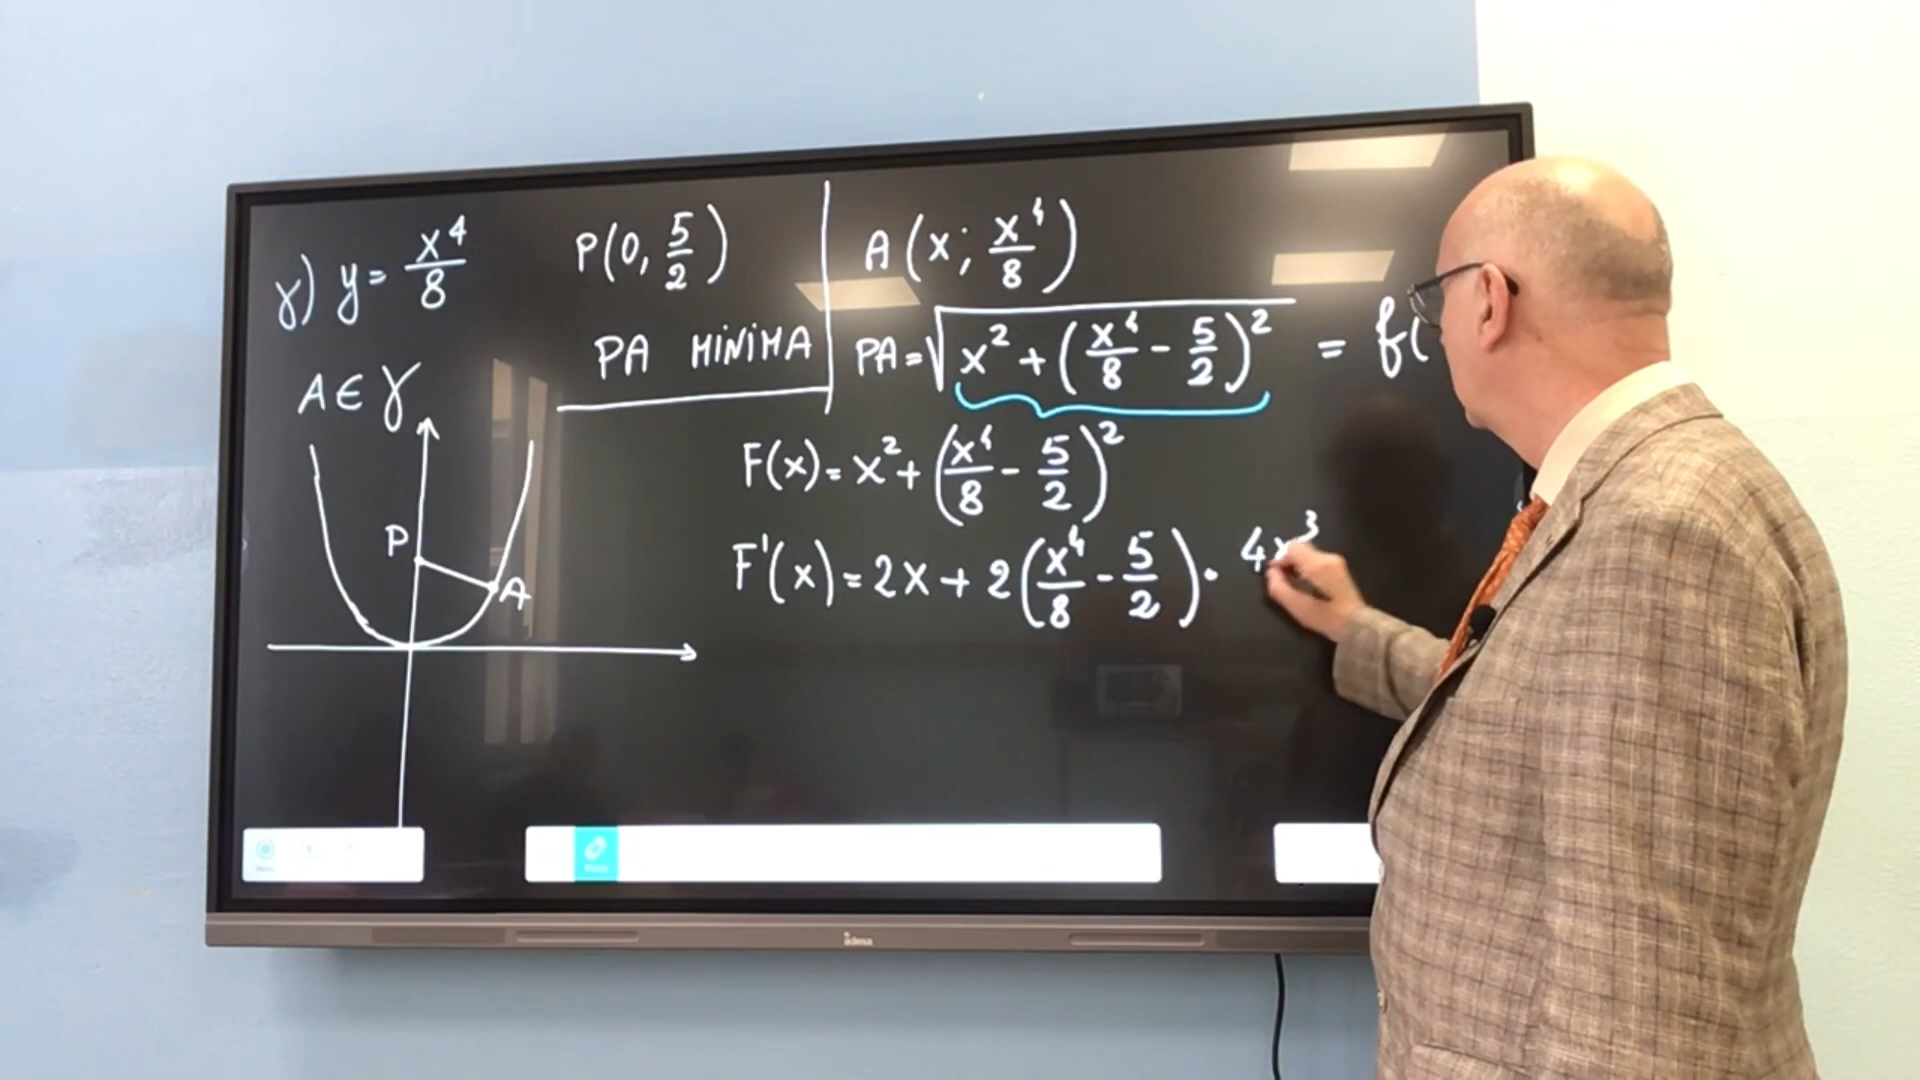 γ) y = x⁴/8
P(0, 5/2)
PA MINIMA
A ∈ γ
P
A
A (x; x⁴/8)
PA = √(x² + (x⁴/8 - 5/2)²) = f(
F(x) = x² + (x⁴/8 - 5/2)²
F'(x) = 2x + 2(x⁴/8 - 5/2) · 4x³